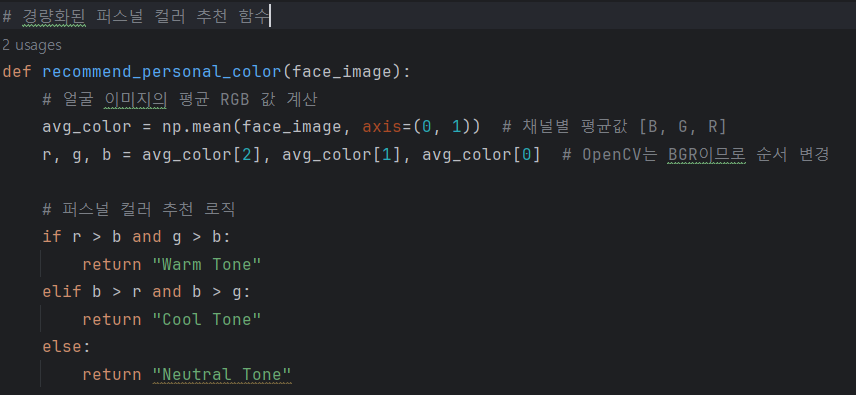 # 경량화된 퍼스널 컬러 추천 함수
2 usages
def recommend_personal_color(face_image):
    # 얼굴 이미지의 평균 RGB 값 계산
    avg_color = np.mean(face_image, axis=(0, 1))  # 채널별 평균값 [B, G, R]
    r, g, b = avg_color[2], avg_color[1], avg_color[0]  # OpenCV는 BGR이므로 순서 변경
    # 퍼스널 컬러 추천 로직
    if r > b and g > b:
        return "Warm Tone"
    elif b > r and b > g:
        return "Cool Tone"
    else:
        return "Neutral Tone"